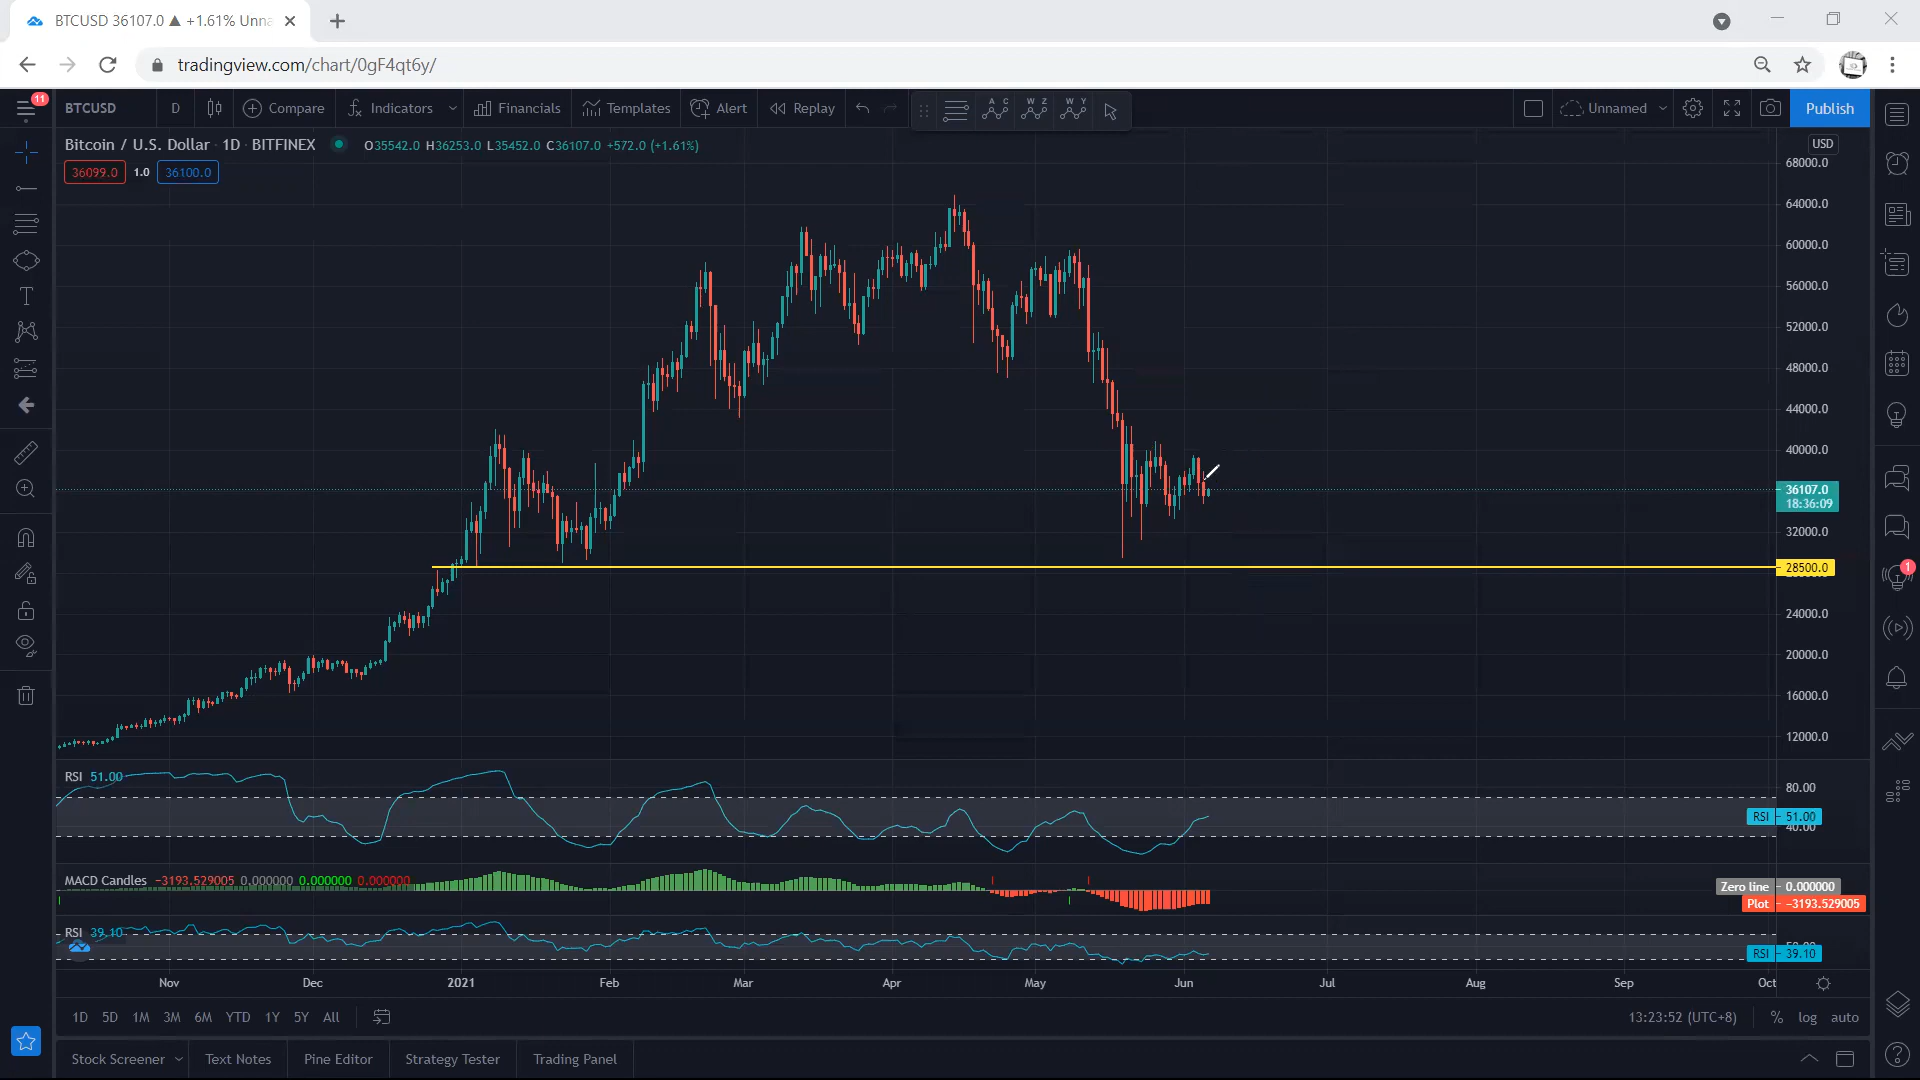 BTCUSD 36107.0 ▲ +1.61% Unna
tradingview.com/chart/0gF4qt6y/
11
BTCUSD D Compare Indicators Financials Templates Alert Replay A C W Z W Y Unnamed Publish
Bitcoin / U.S. Dollar · 1D · BITFINEX O35542.0 H36253.0 L35452.0 C36107.0 +572.0 (+1.61%)
USD
36099.0 1.0 36100.0
68000.0
64000.0
60000.0
56000.0
52000.0
48000.0
44000.0
40000.0
36107.0
18:36:09
32000.0
28500.0
1
24000.0
20000.0
16000.0
12000.0
RSI 51.00
80.00
RSI 51.00
40.00
MACD Candles −3193.529005 0.000000 0.000000 0.000000
Zero line 0.000000
Plot −3193.529005
RSI 39.10
RSI 39.10
Nov Dec 2021 Feb Mar Apr May Jun Jul Aug Sep Oct
1D 5D 1M 3M 6M YTD 1Y 5Y All 13:23:52 (UTC+8) % log auto
Stock Screener Text Notes Pine Editor Strategy Tester Trading Panel